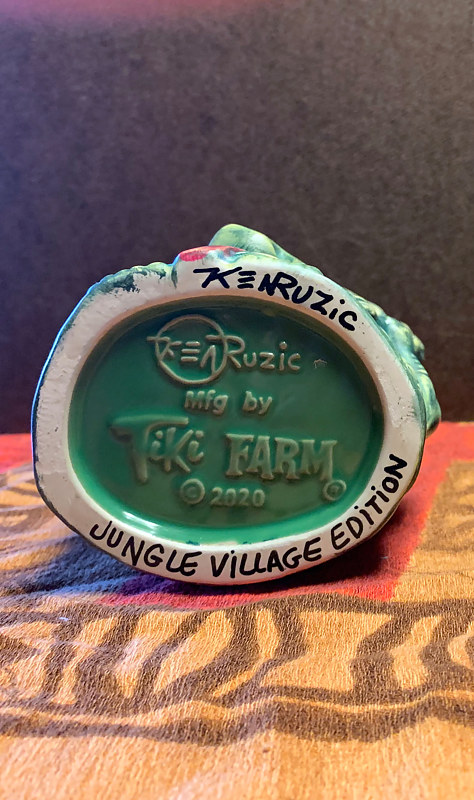 KENRUZiC
KENRUZiC
Mfg by
TiKi FARM®
© 2020
JUNGLE ViLLAGE EDITION